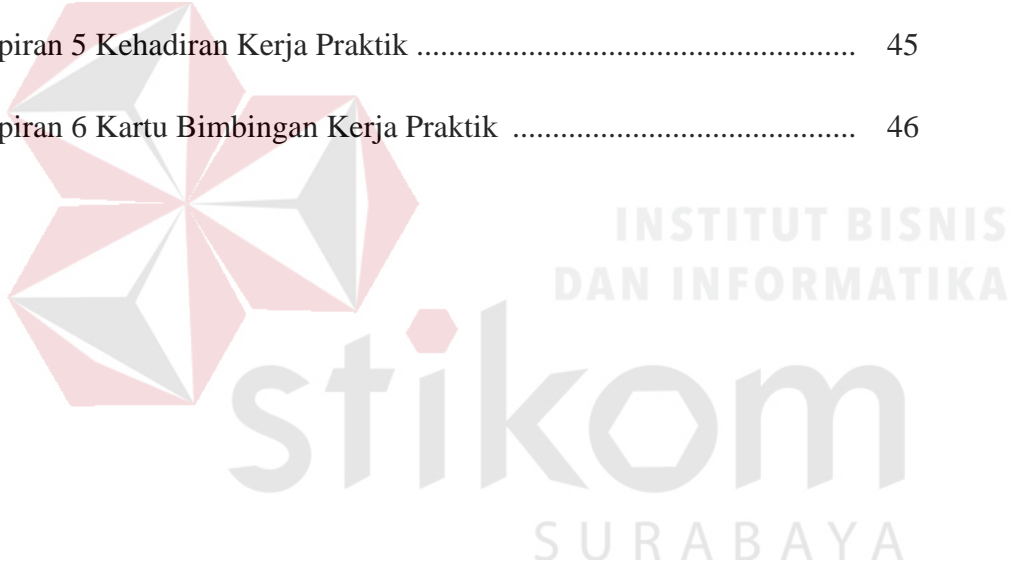 piran 5 Kehadiran Kerja Praktik ................................................ 45
piran 6 Kartu Bimbingan Kerja Praktik ...................................... 46
INSTITUT BISNIS
DAN INFORMATIKA
stikom
SURABAYA